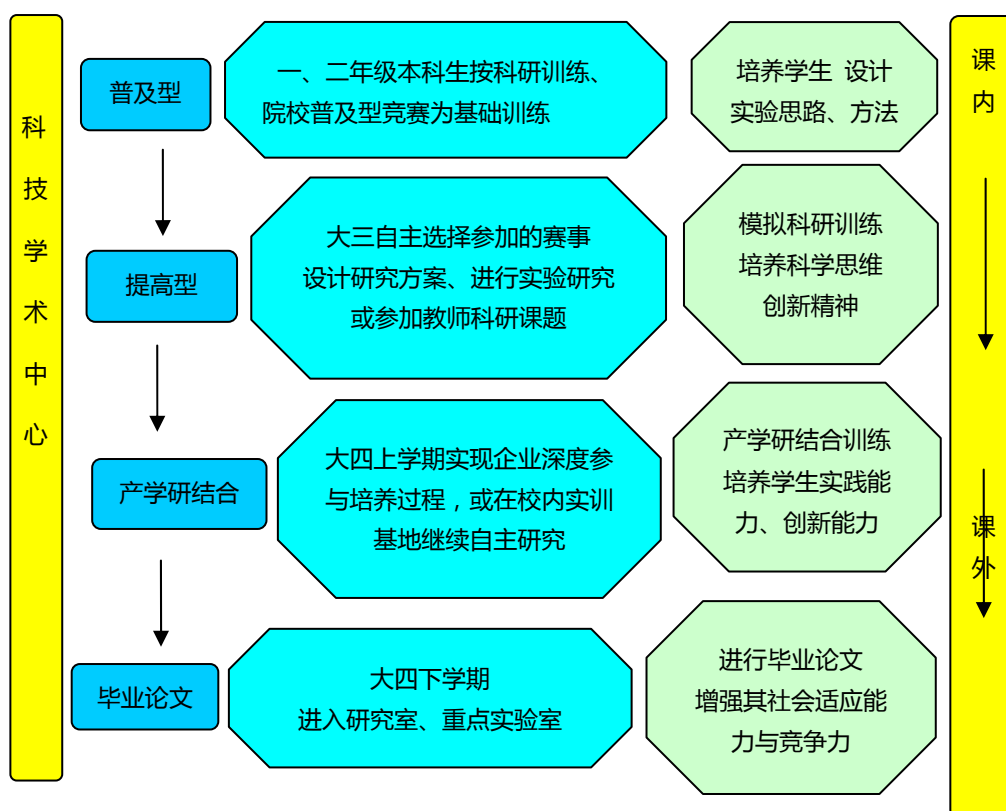 科
技
学
术
中
心
普及型
一、二年级本科生按科研训练、
院校普及型竞赛为基础训练
培养学生 设计
实验思路、方法
提高型
大三自主选择参加的赛事
设计研究方案、进行实验研究
或参加教师科研课题
模拟科研训练
培养科学思维
创新精神
产学研结合
大四上学期实现企业深度参
与培养过程，或在校内实训
基地继续自主研究
产学研结合训练
培养学生实践能
力、创新能力
毕业论文
大四下学期
进入研究室、重点实验室
进行毕业论文
增强其社会适应能
力与竞争力
课
内
课
外